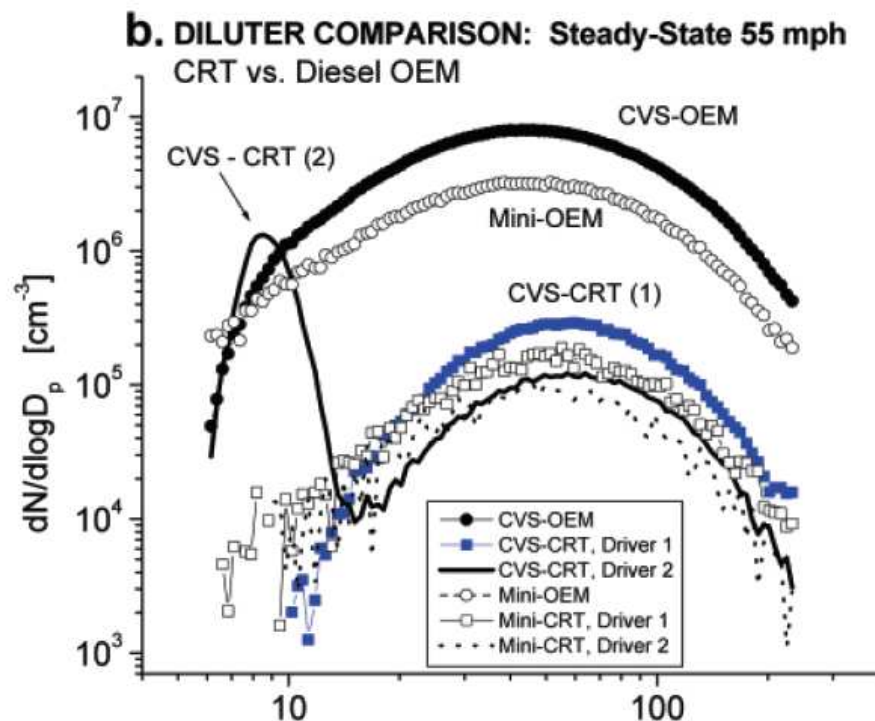 b. DILUTER COMPARISON: Steady-State 55 mph
CRT vs. Diesel OEM
10⁷
10⁶
10⁵
10⁴
10³
dN/dlogDₚ [cm⁻³]
CVS-OEM
CVS - CRT (2)
Mini-OEM
CVS-CRT (1)
CVS-OEM
CVS-CRT, Driver 1
CVS-CRT, Driver 2
Mini-OEM
Mini-CRT, Driver 1
Mini-CRT, Driver 2
10
100